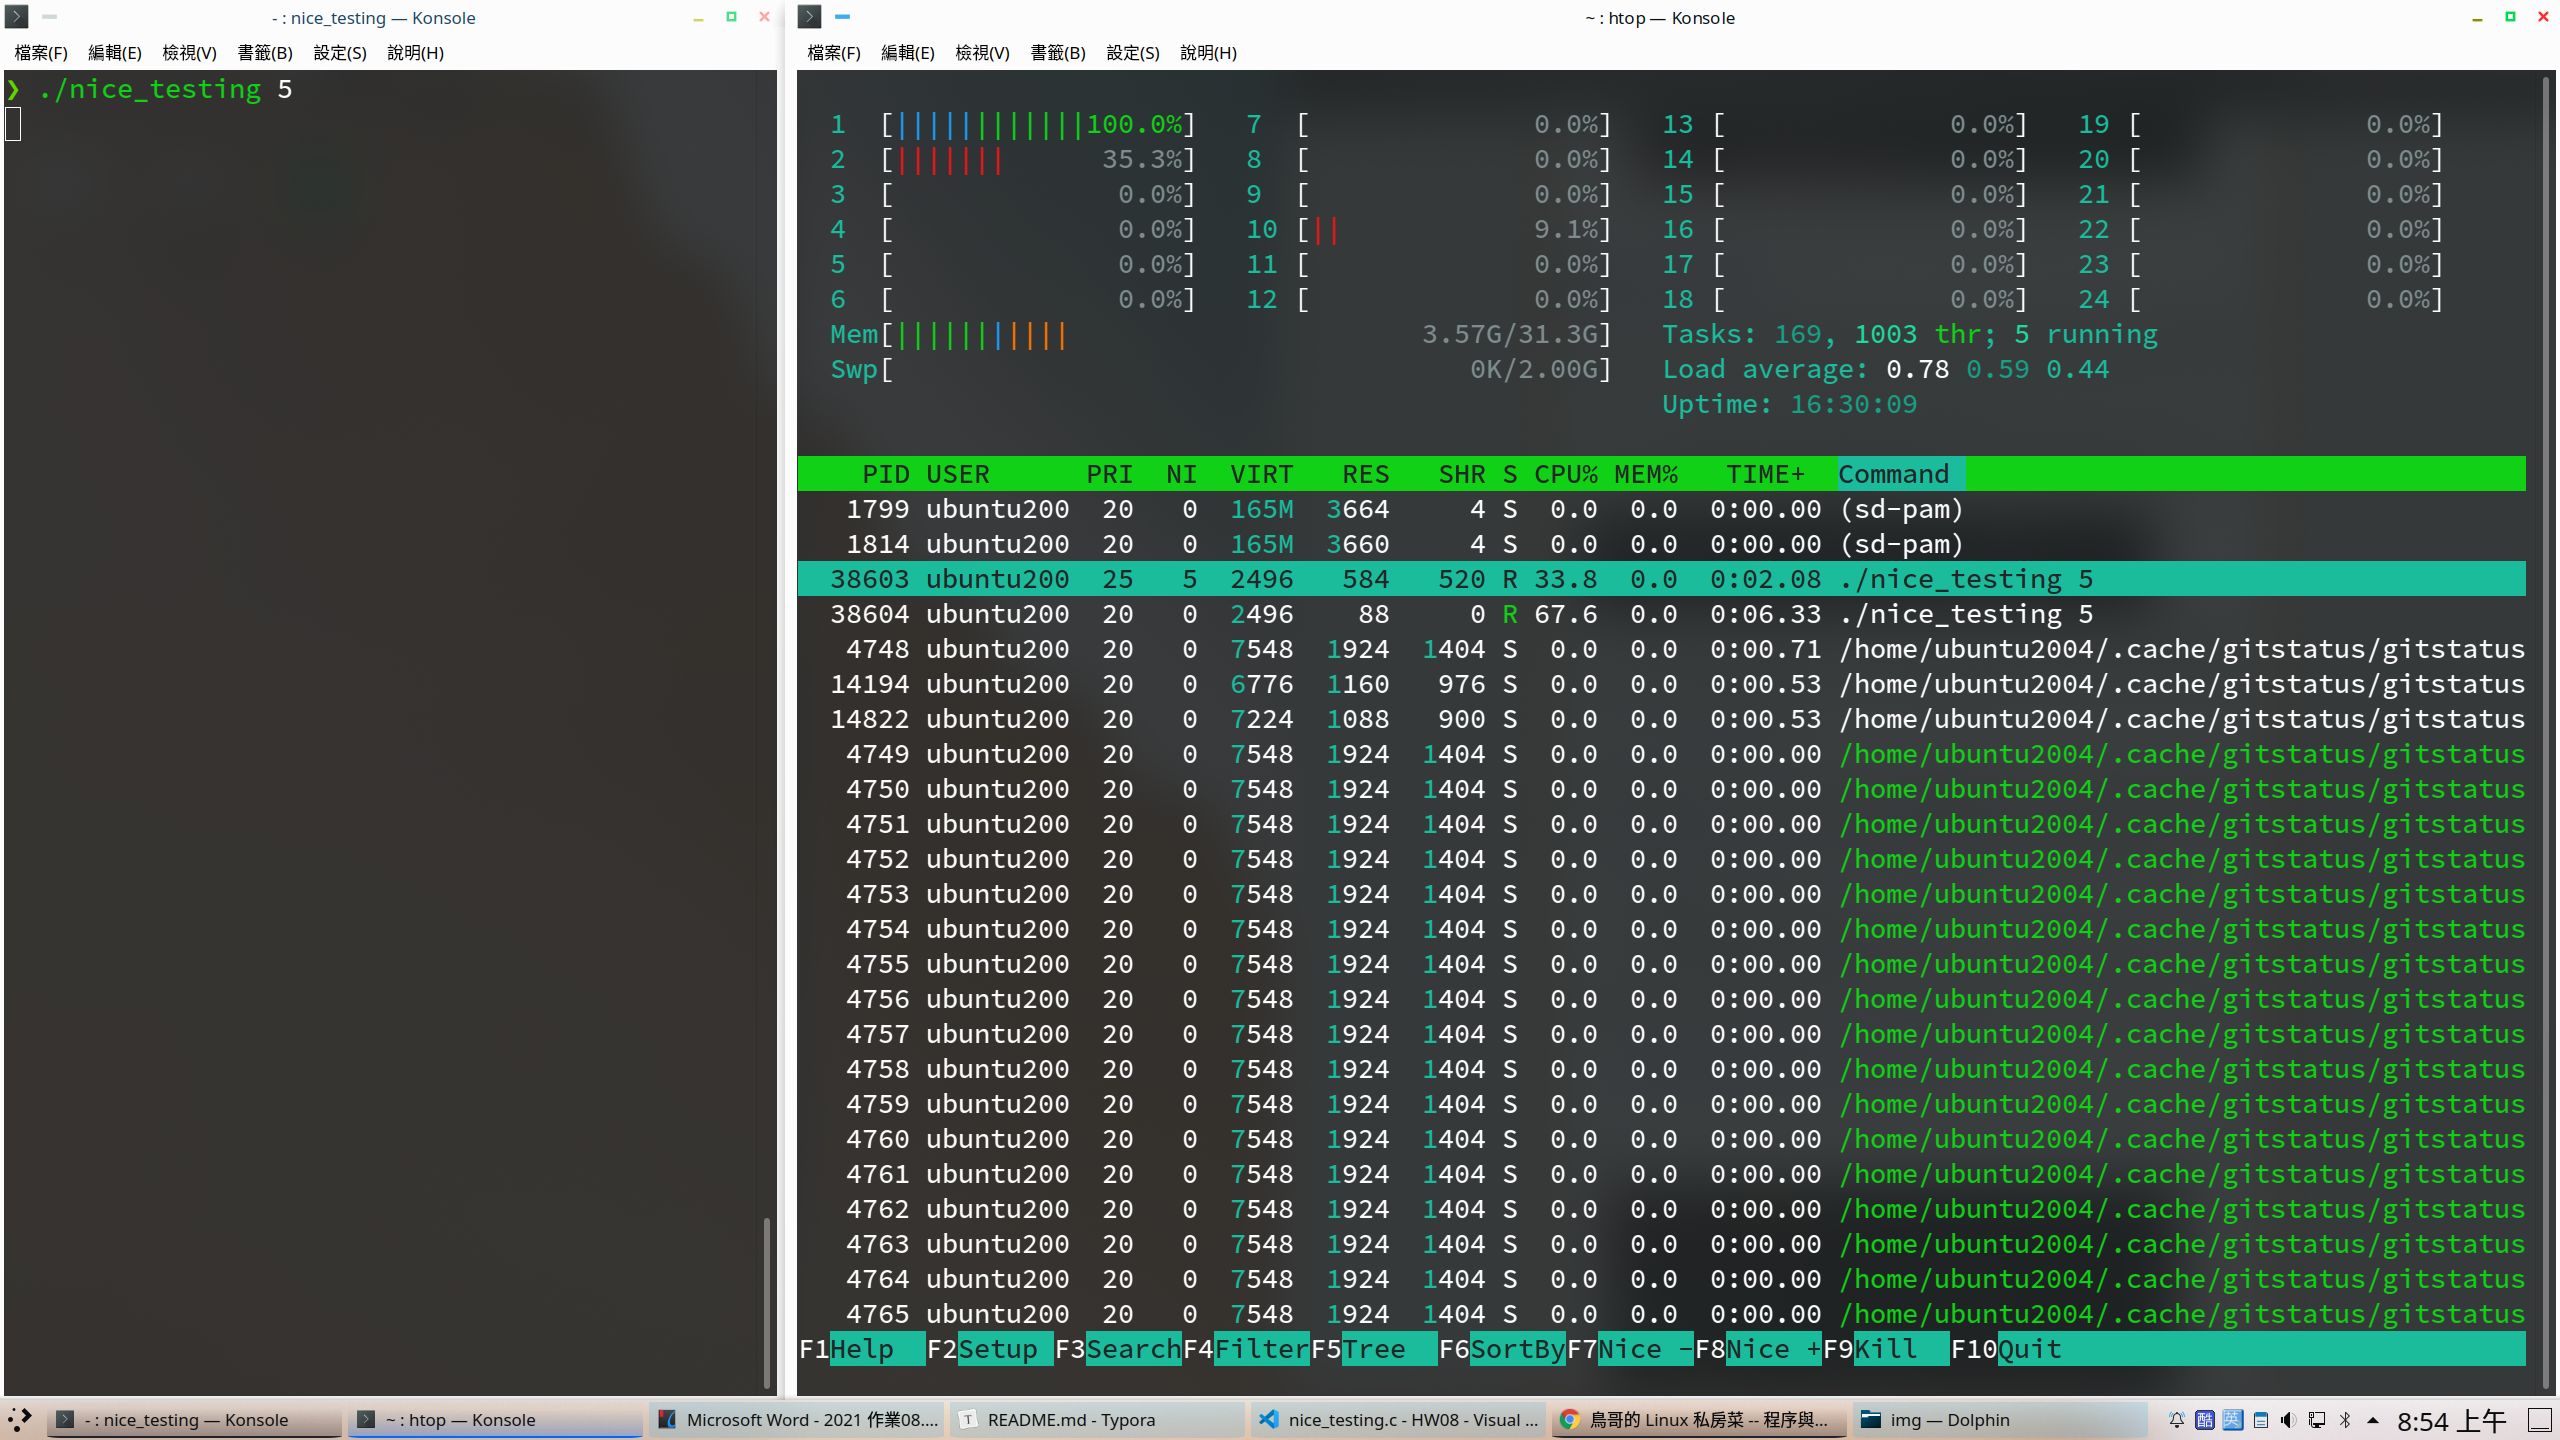 - : nice_testing — Konsole
檔案(F) 編輯(E) 檢視(V) 書籤(B) 設定(S) 說明(H)
❯ ./nice_testing 5
~ : htop — Konsole
檔案(F) 編輯(E) 檢視(V) 書籤(B) 設定(S) 說明(H)
1 [||||||||||||100.0%] 7 [ 0.0%] 13 [ 0.0%] 19 [ 0.0%]
2 [||||||| 35.3%] 8 [ 0.0%] 14 [ 0.0%] 20 [ 0.0%]
3 [ 0.0%] 9 [ 0.0%] 15 [ 0.0%] 21 [ 0.0%]
4 [ 0.0%] 10 [|| 9.1%] 16 [ 0.0%] 22 [ 0.0%]
5 [ 0.0%] 11 [ 0.0%] 17 [ 0.0%] 23 [ 0.0%]
6 [ 0.0%] 12 [ 0.0%] 18 [ 0.0%] 24 [ 0.0%]
Mem[||||||||||| 3.57G/31.3G] Tasks: 169, 1003 thr; 5 running
Swp[ 0K/2.00G] Load average: 0.78 0.59 0.44
Uptime: 16:30:09
PID USER PRI NI VIRT RES SHR S CPU% MEM% TIME+ Command
1799 ubuntu200 20 0 165M 3664 4 S 0.0 0.0 0:00.00 (sd-pam)
1814 ubuntu200 20 0 165M 3660 4 S 0.0 0.0 0:00.00 (sd-pam)
38603 ubuntu200 25 5 2496 584 520 R 33.8 0.0 0:02.08 ./nice_testing 5
38604 ubuntu200 20 0 2496 88 0 R 67.6 0.0 0:06.33 ./nice_testing 5
4748 ubuntu200 20 0 7548 1924 1404 S 0.0 0.0 0:00.71 /home/ubuntu2004/.cache/gitstatus/gitstatus
14194 ubuntu200 20 0 6776 1160 976 S 0.0 0.0 0:00.53 /home/ubuntu2004/.cache/gitstatus/gitstatus
14822 ubuntu200 20 0 7224 1088 900 S 0.0 0.0 0:00.53 /home/ubuntu2004/.cache/gitstatus/gitstatus
4749 ubuntu200 20 0 7548 1924 1404 S 0.0 0.0 0:00.00 /home/ubuntu2004/.cache/gitstatus/gitstatus
4750 ubuntu200 20 0 7548 1924 1404 S 0.0 0.0 0:00.00 /home/ubuntu2004/.cache/gitstatus/gitstatus
4751 ubuntu200 20 0 7548 1924 1404 S 0.0 0.0 0:00.00 /home/ubuntu2004/.cache/gitstatus/gitstatus
4752 ubuntu200 20 0 7548 1924 1404 S 0.0 0.0 0:00.00 /home/ubuntu2004/.cache/gitstatus/gitstatus
4753 ubuntu200 20 0 7548 1924 1404 S 0.0 0.0 0:00.00 /home/ubuntu2004/.cache/gitstatus/gitstatus
4754 ubuntu200 20 0 7548 1924 1404 S 0.0 0.0 0:00.00 /home/ubuntu2004/.cache/gitstatus/gitstatus
4755 ubuntu200 20 0 7548 1924 1404 S 0.0 0.0 0:00.00 /home/ubuntu2004/.cache/gitstatus/gitstatus
4756 ubuntu200 20 0 7548 1924 1404 S 0.0 0.0 0:00.00 /home/ubuntu2004/.cache/gitstatus/gitstatus
4757 ubuntu200 20 0 7548 1924 1404 S 0.0 0.0 0:00.00 /home/ubuntu2004/.cache/gitstatus/gitstatus
4758 ubuntu200 20 0 7548 1924 1404 S 0.0 0.0 0:00.00 /home/ubuntu2004/.cache/gitstatus/gitstatus
4759 ubuntu200 20 0 7548 1924 1404 S 0.0 0.0 0:00.00 /home/ubuntu2004/.cache/gitstatus/gitstatus
4760 ubuntu200 20 0 7548 1924 1404 S 0.0 0.0 0:00.00 /home/ubuntu2004/.cache/gitstatus/gitstatus
4761 ubuntu200 20 0 7548 1924 1404 S 0.0 0.0 0:00.00 /home/ubuntu2004/.cache/gitstatus/gitstatus
4762 ubuntu200 20 0 7548 1924 1404 S 0.0 0.0 0:00.00 /home/ubuntu2004/.cache/gitstatus/gitstatus
4763 ubuntu200 20 0 7548 1924 1404 S 0.0 0.0 0:00.00 /home/ubuntu2004/.cache/gitstatus/gitstatus
4764 ubuntu200 20 0 7548 1924 1404 S 0.0 0.0 0:00.00 /home/ubuntu2004/.cache/gitstatus/gitstatus
4765 ubuntu200 20 0 7548 1924 1404 S 0.0 0.0 0:00.00 /home/ubuntu2004/.cache/gitstatus/gitstatus
F1Help F2Setup F3SearchF4FilterF5Tree F6SortByF7Nice -F8Nice +F9Kill F10Quit
- : nice_testing — Konsole ~ : htop — Konsole Microsoft Word - 2021 作業08.... T README.md - Typora nice_testing.c - HW08 - Visual ... 鳥哥的 Linux 私房菜 -- 程序與... img — Dolphin 酷 英 8:54 上午